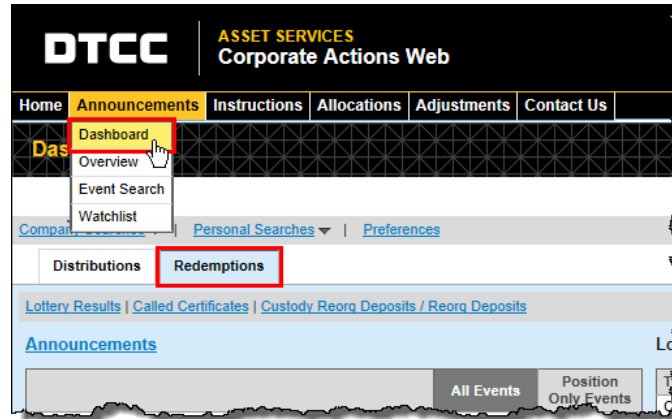 DTCC
ASSET SERVICES
Corporate Actions Web
Home Announcements Instructions Allocations Adjustments Contact Us
Dashboard
Overview
Event Search
Watchlist
Personal Searches | Preferences
Distributions Redemptions
Lottery Results | Called Certificates | Custody Reorg Deposits / Reorg Deposits
Announcements
All Events
Position
Only Events